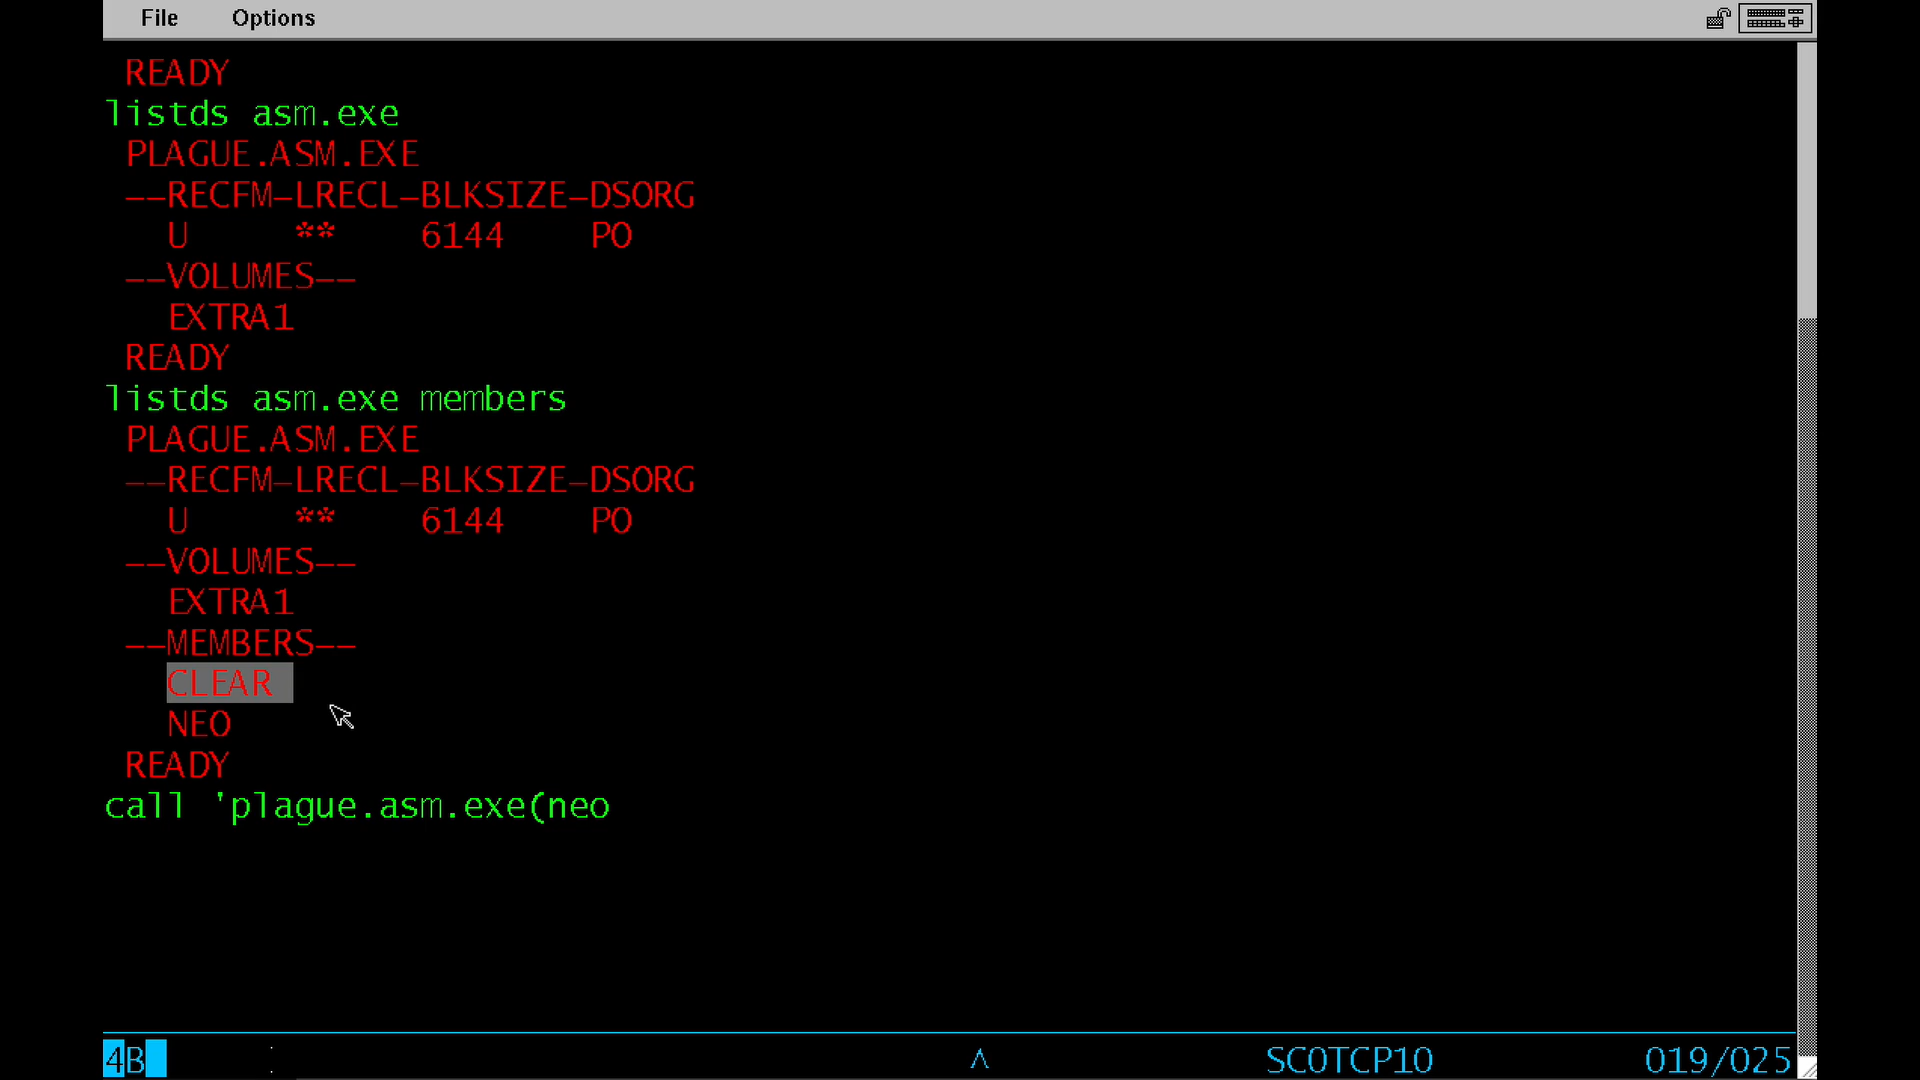 File Options
READY
listds asm.exe
PLAGUE.ASM.EXE
--RECFM-LRECL-BLKSIZE-DSORG
U ** 6144 PO
--VOLUMES--
EXTRA1
READY
listds asm.exe members
PLAGUE.ASM.EXE
--RECFM-LRECL-BLKSIZE-DSORG
U ** 6144 PO
--VOLUMES--
EXTRA1
--MEMBERS--
CLEAR
NEO
READY
call 'plague.asm.exe(neo
4B : ^ SC0TCP10 019/025